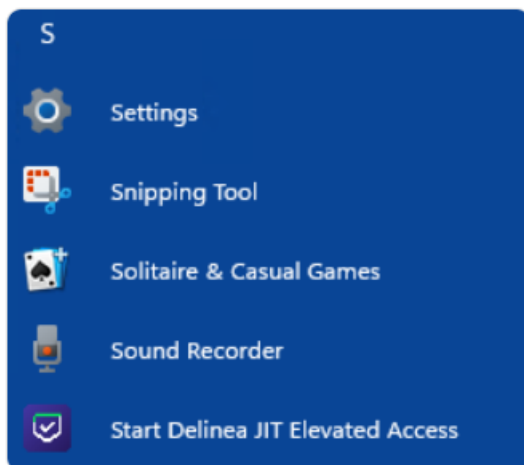 S
Settings
Snipping Tool
Solitaire & Casual Games
Sound Recorder
Start Delinea JIT Elevated Access